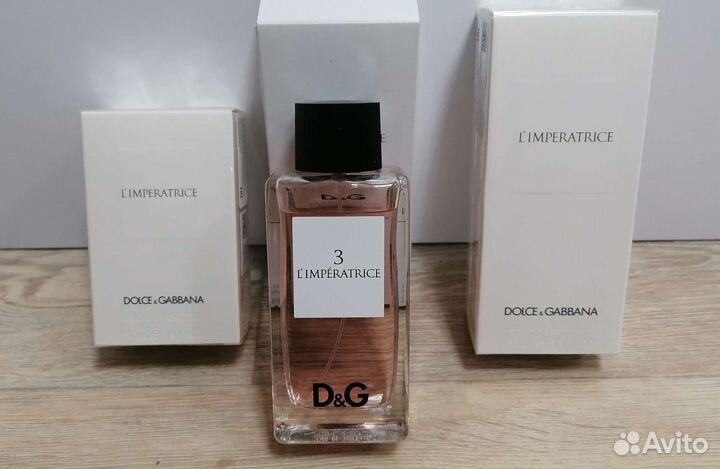 L'IMPERATRICE
DOLCE & GABBANA
D&G
3
L'IMPÉRATRICE
D&G
L'IMPERATRICE
DOLCE & GABBANA
Avito